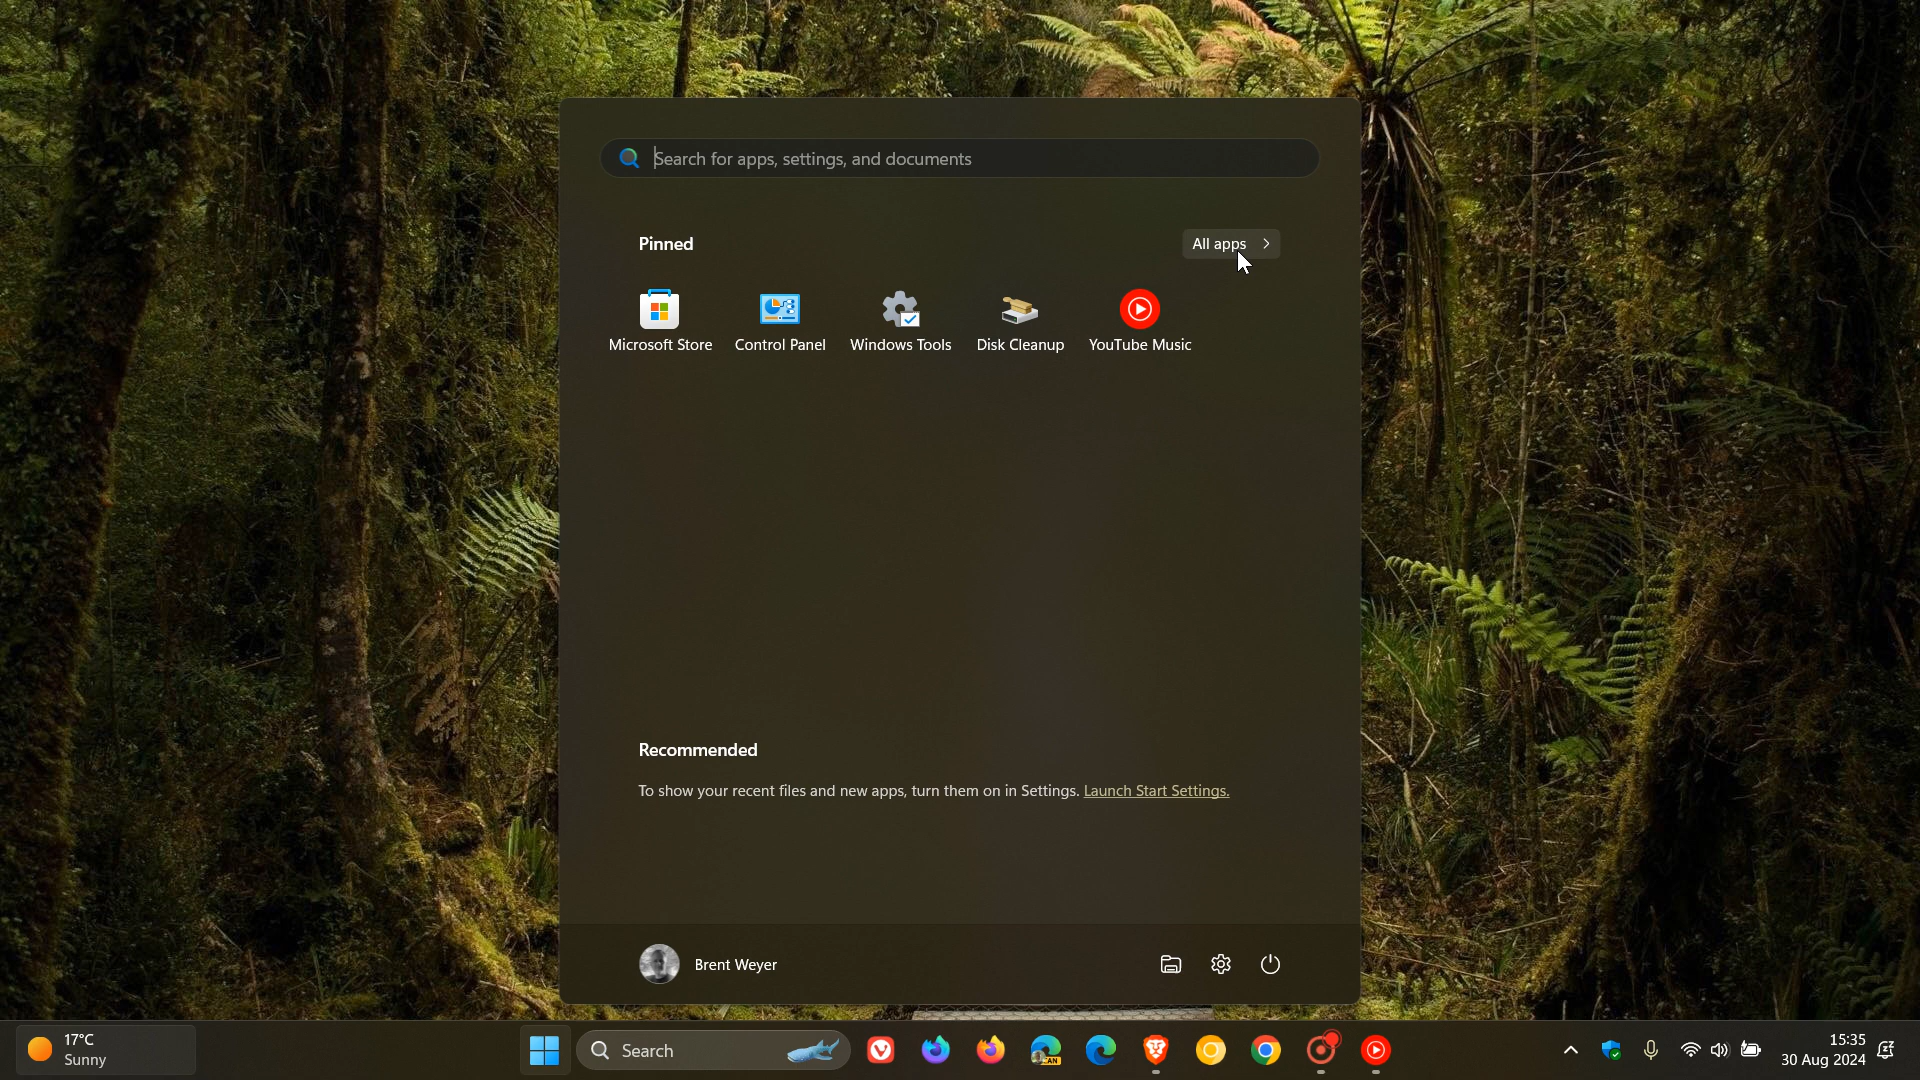 Search for apps, settings, and documents
Pinned
All apps
Microsoft Store
Control Panel
Windows Tools
Disk Cleanup
YouTube Music
Recommended
To show your recent files and new apps, turn them on in Settings. Launch Start Settings.
Brent Weyer
17°C
Sunny
Search
CAN
15:35
30 Aug 2024